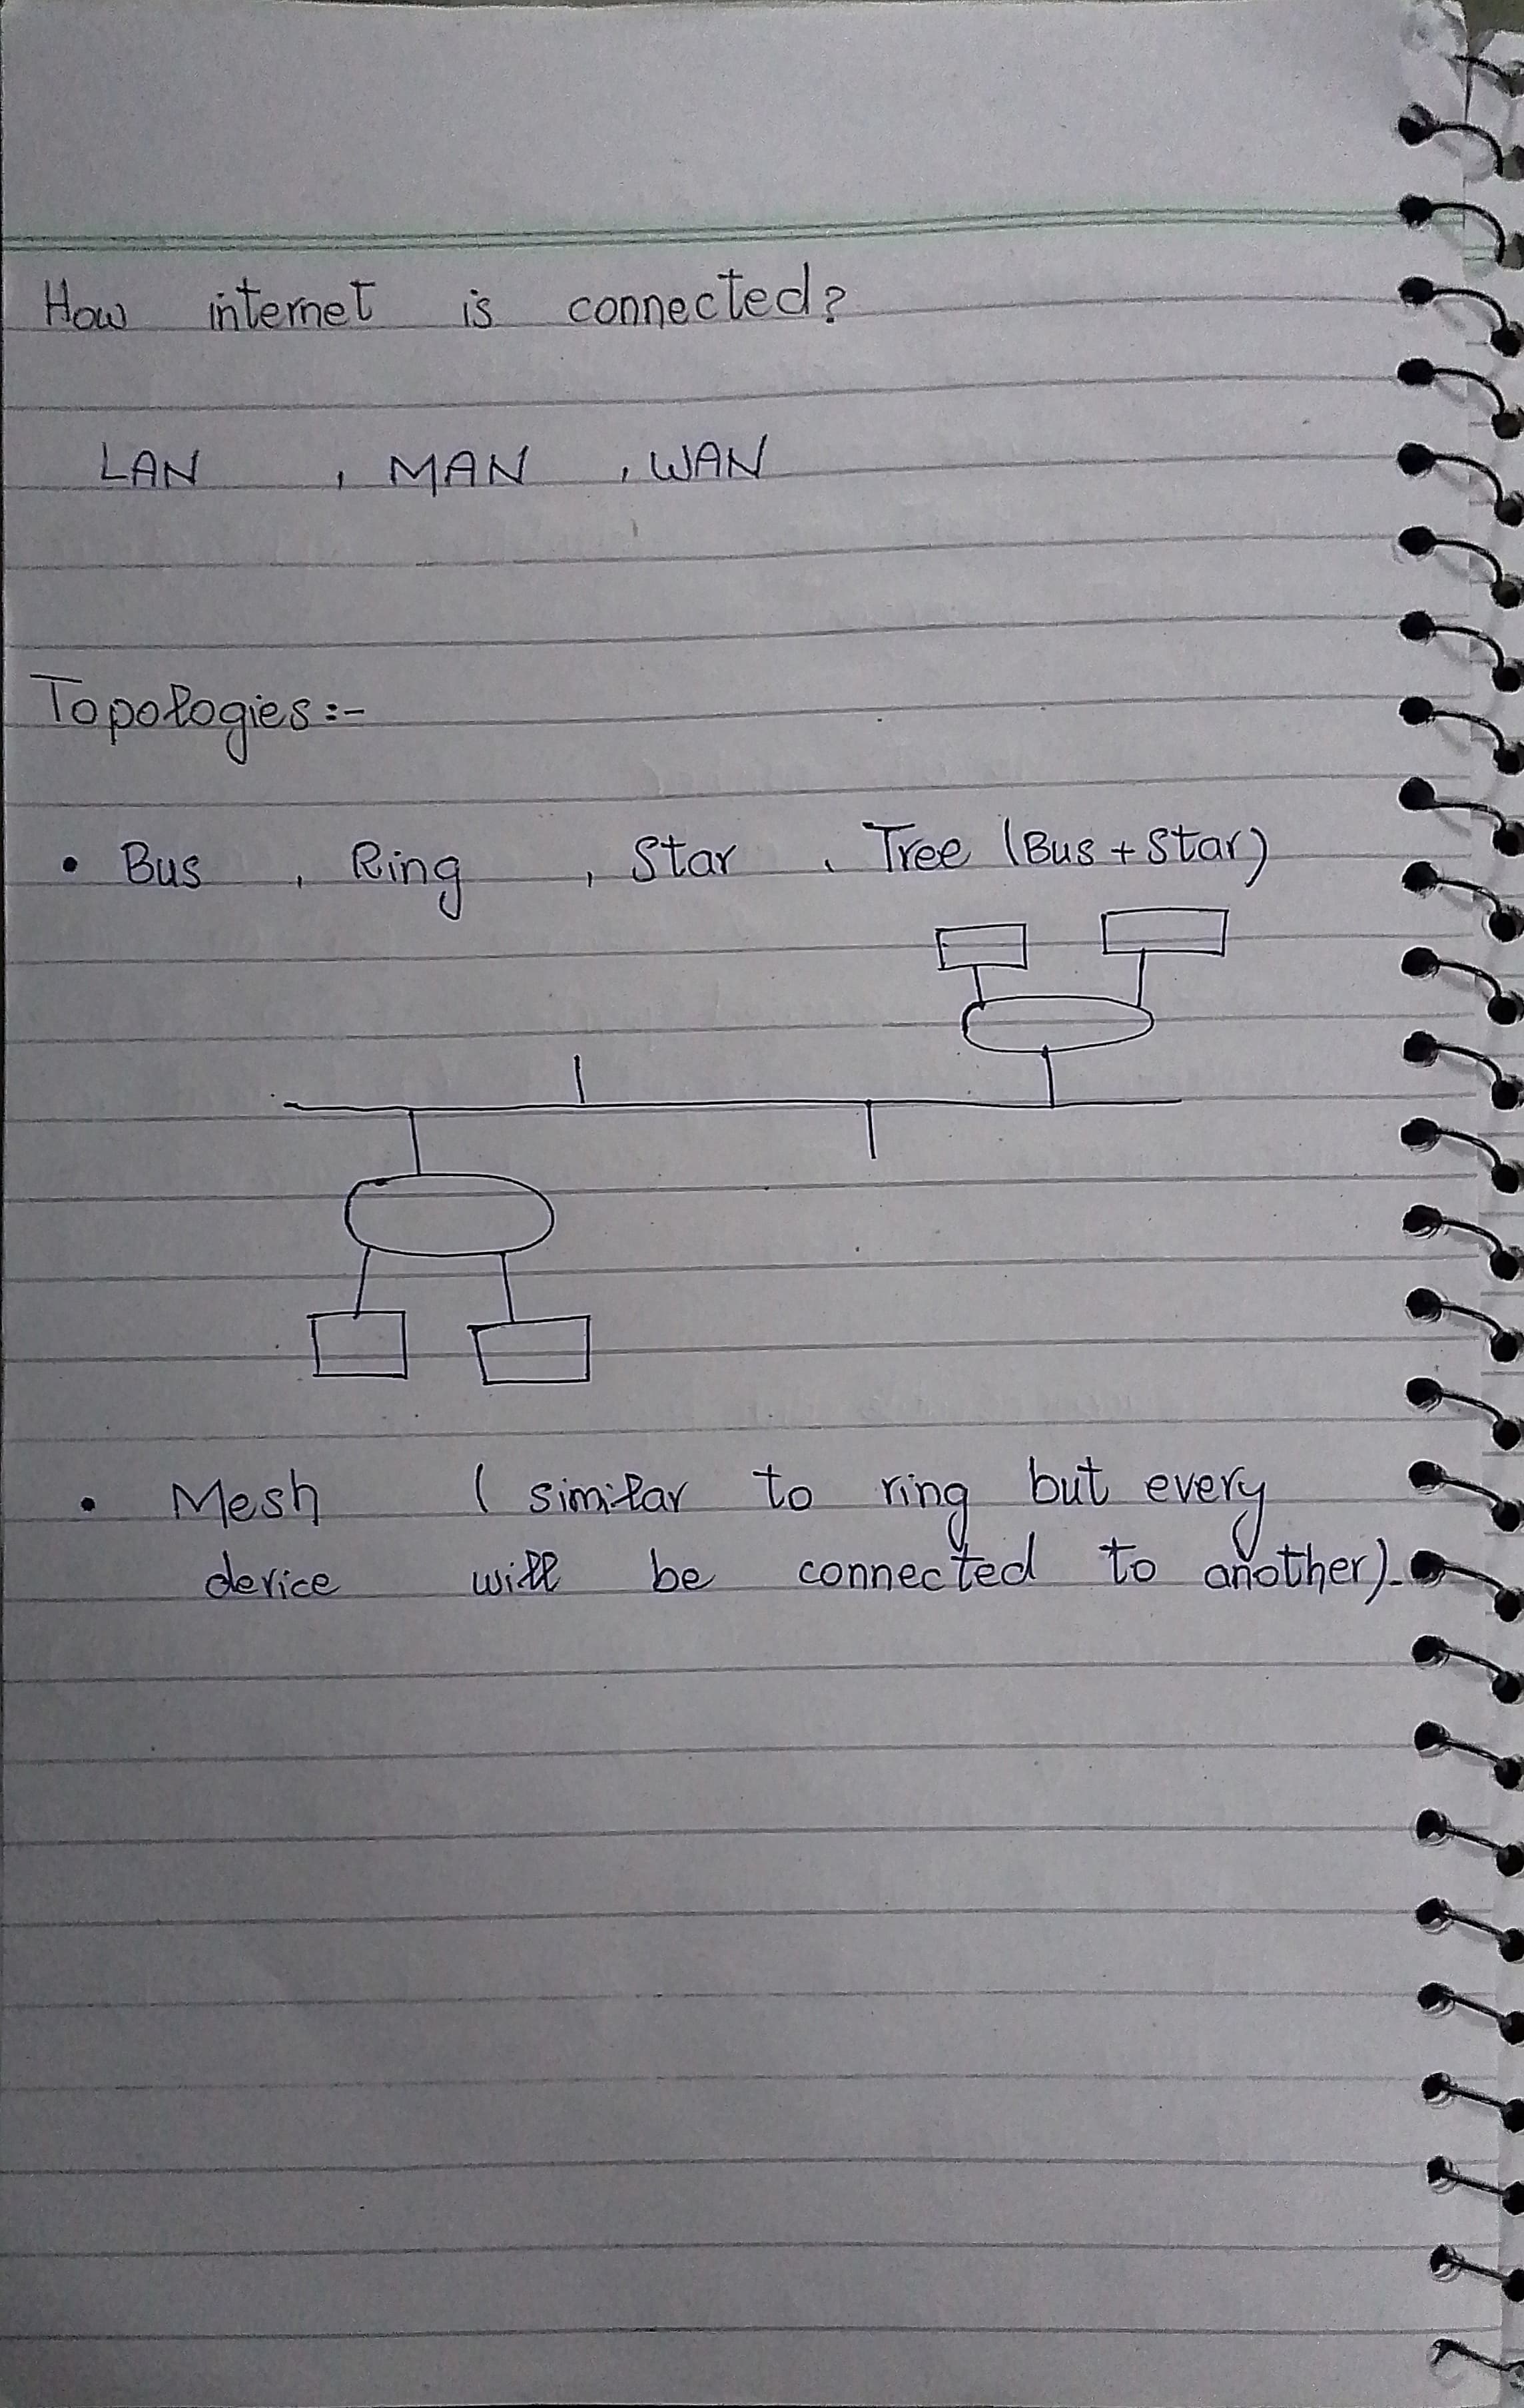 How internet is connected?
LAN , MAN , WAN
Topologies :-
• Bus , Ring , Star , Tree (Bus + Star)
• Mesh ( similar to ring but every
device will be connected to another).